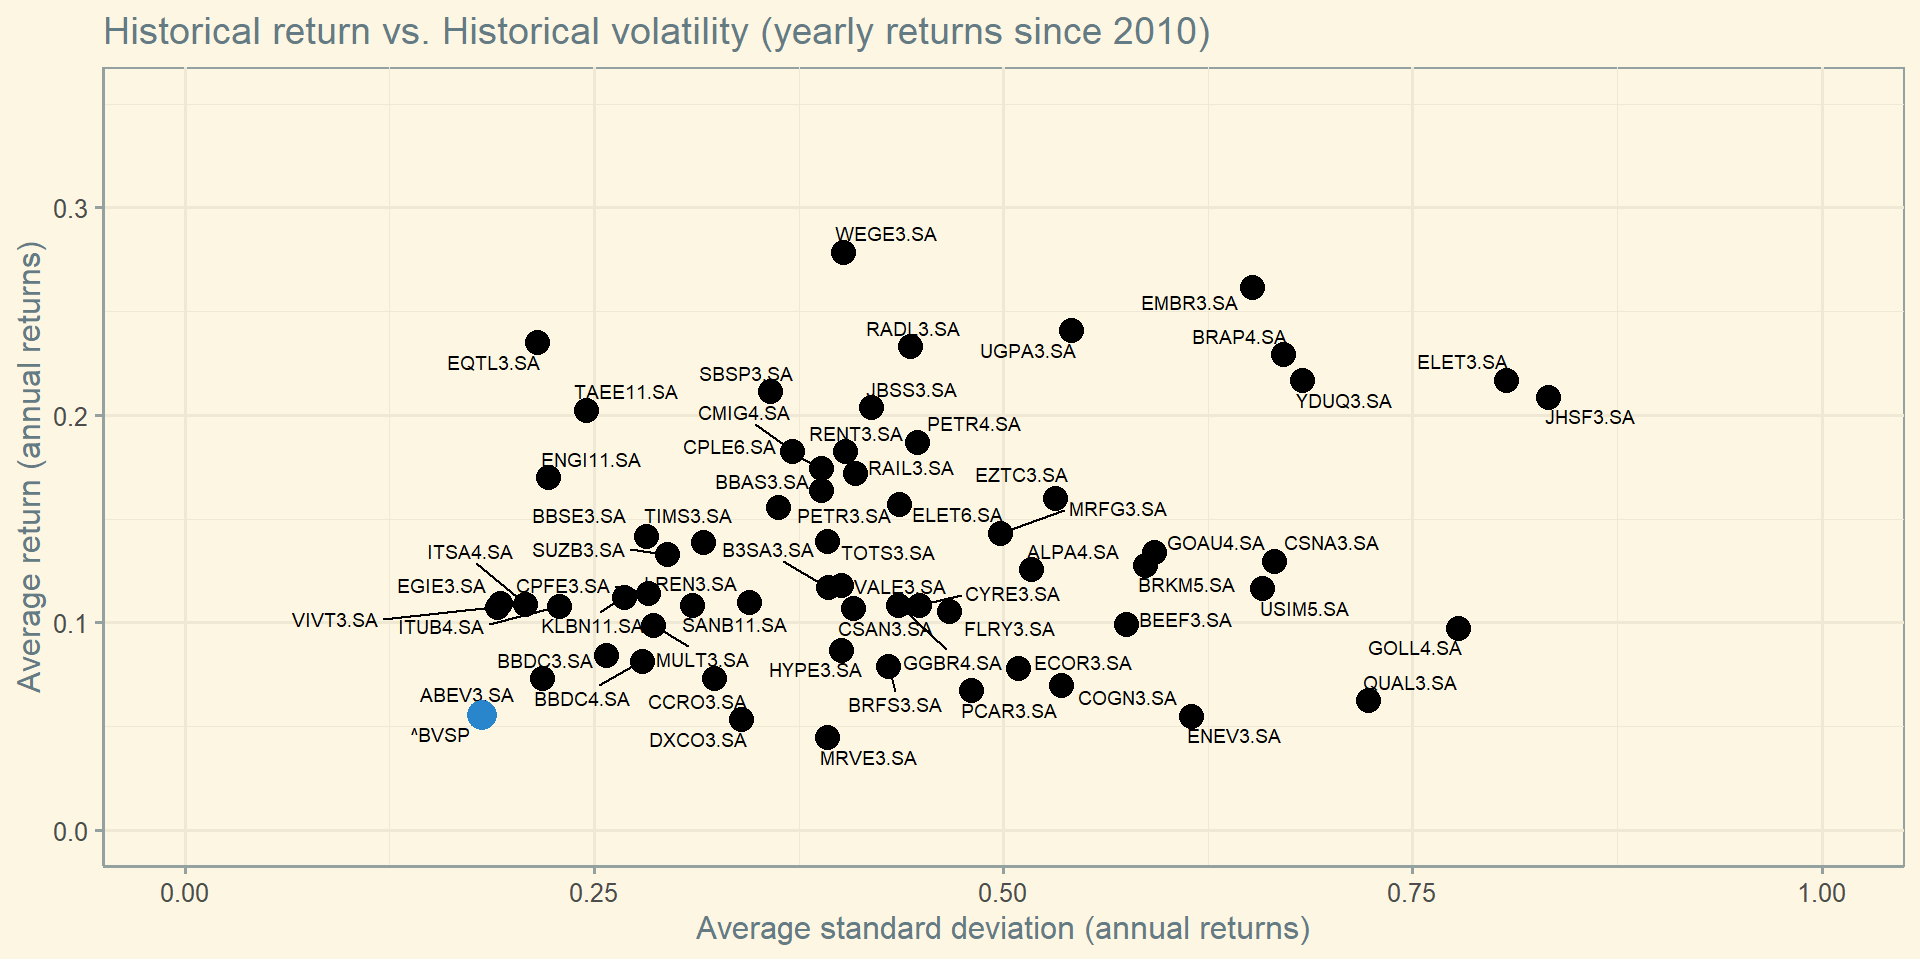 Historical return vs. Historical volatility (yearly returns since 2010)
Average return (annual returns)
0.3
0.2
0.1
0.0
WEGE3.SA
EMBR3.SA
RADL3.SA
BRAP4.SA
UGPA3.SA
EQTL3.SA
ELET3.SA
SBSP3.SA
TAEE11.SA
JBSS3.SA
YDUQ3.SA
CMIG4.SA
JHSF3.SA
PETR4.SA
RENT3.SA
CPLE6.SA
ENGI11.SA
RAIL3.SA
EZTC3.SA
BBAS3.SA
MRFG3.SA
BBSE3.SA
TIMS3.SA
PETR3.SA
ELET6.SA
ITSA4.SA
SUZB3.SA
B3SA3.SA
TOTS3.SA
ALPA4.SA
GOAU4.SA
CSNA3.SA
EGIE3.SA
CPFE3.SA
LREN3.SA
VALE3.SA
BRKM5.SA
CYRE3.SA
USIM5.SA
VIVT3.SA
ITUB4.SA
KLBN11.SA
SANB11.SA
CSAN3.SA
FLRY3.SA
BEEF3.SA
GOLL4.SA
BBDC3.SA
MULT3.SA
HYPE3.SA
GGBR4.SA
ECOR3.SA
QUAL3.SA
ABEV3.SA
BBDC4.SA
CCRO3.SA
BRFS3.SA
PCAR3.SA
COGN3.SA
^BVSP
DXCO3.SA
ENEV3.SA
MRVE3.SA
0.00
0.25
0.50
0.75
1.00
Average standard deviation (annual returns)